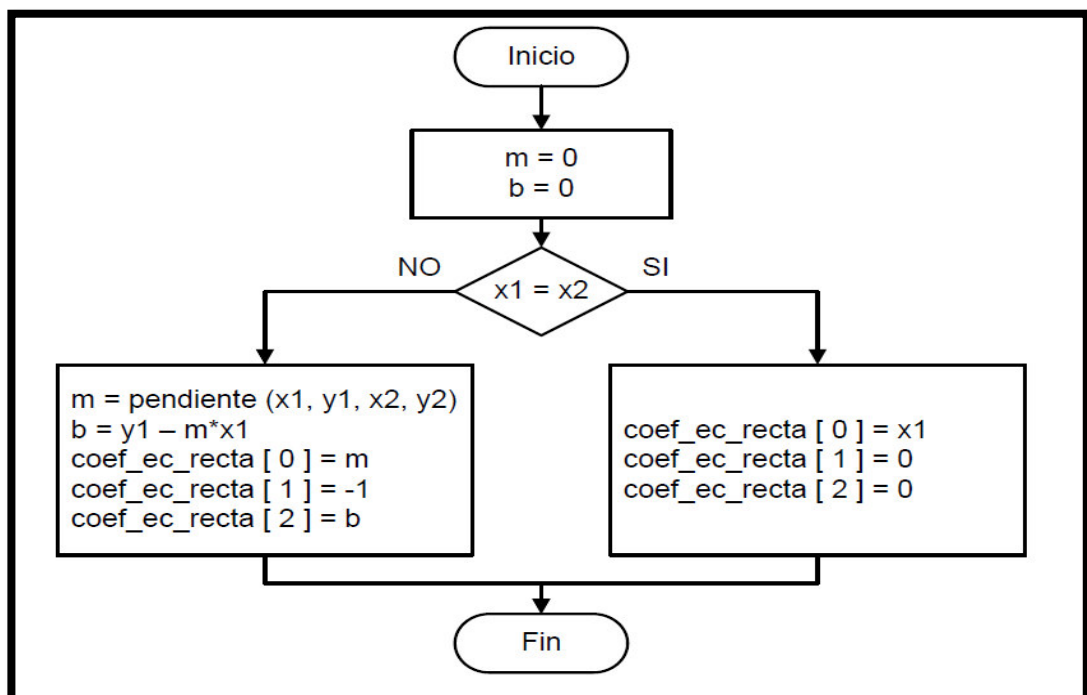 Inicio
m = 0
b = 0
NO
SI
x1 = x2
m = pendiente (x1, y1, x2, y2)
b = y1 – m*x1
coef_ec_recta [ 0 ] = m
coef_ec_recta [ 1 ] = -1
coef_ec_recta [ 2 ] = b
coef_ec_recta [ 0 ] = x1
coef_ec_recta [ 1 ] = 0
coef_ec_recta [ 2 ] = 0
Fin